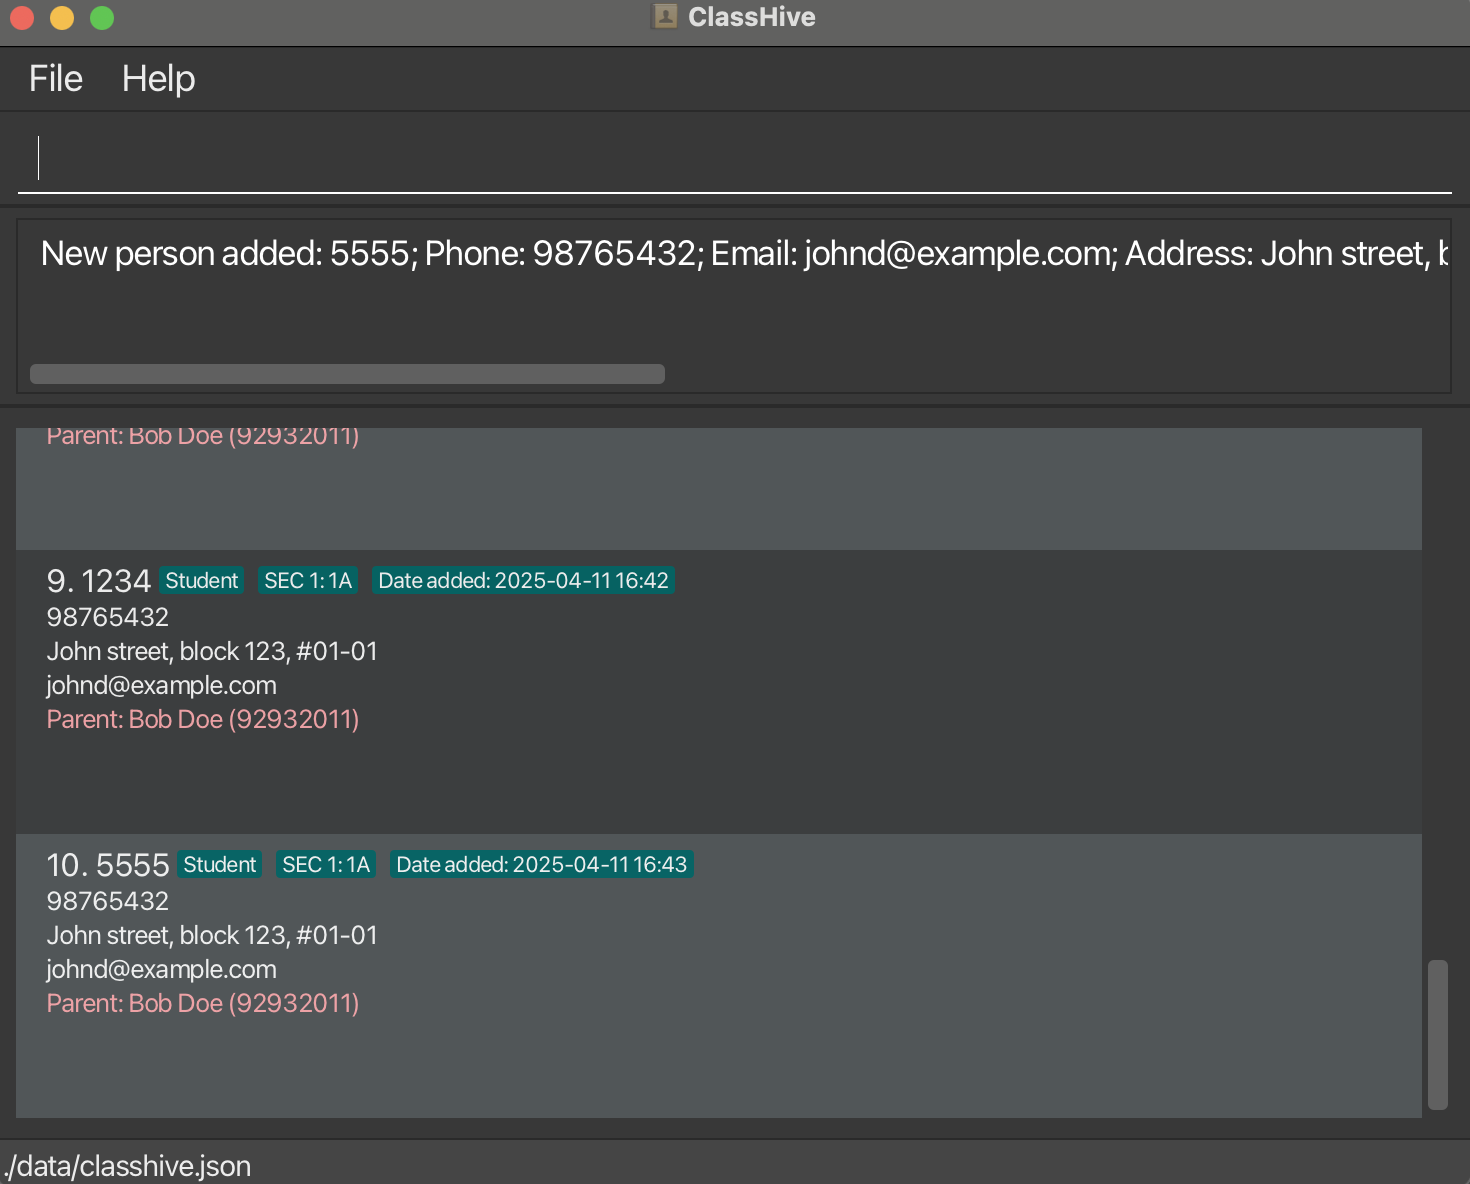 ClassHive
File Help
New person added: 5555; Phone: 98765432; Email: johnd@example.com; Address: John street,
Parent: Bob Doe (92932011)
9. 1234 Student SEC 1: 1A Date added: 2025-04-11 16:42
98765432
John street, block 123, #01-01
johnd@example.com
Parent: Bob Doe (92932011)
10. 5555 Student SEC 1: 1A Date added: 2025-04-11 16:43
98765432
John street, block 123, #01-01
johnd@example.com
Parent: Bob Doe (92932011)
./data/classhive.json